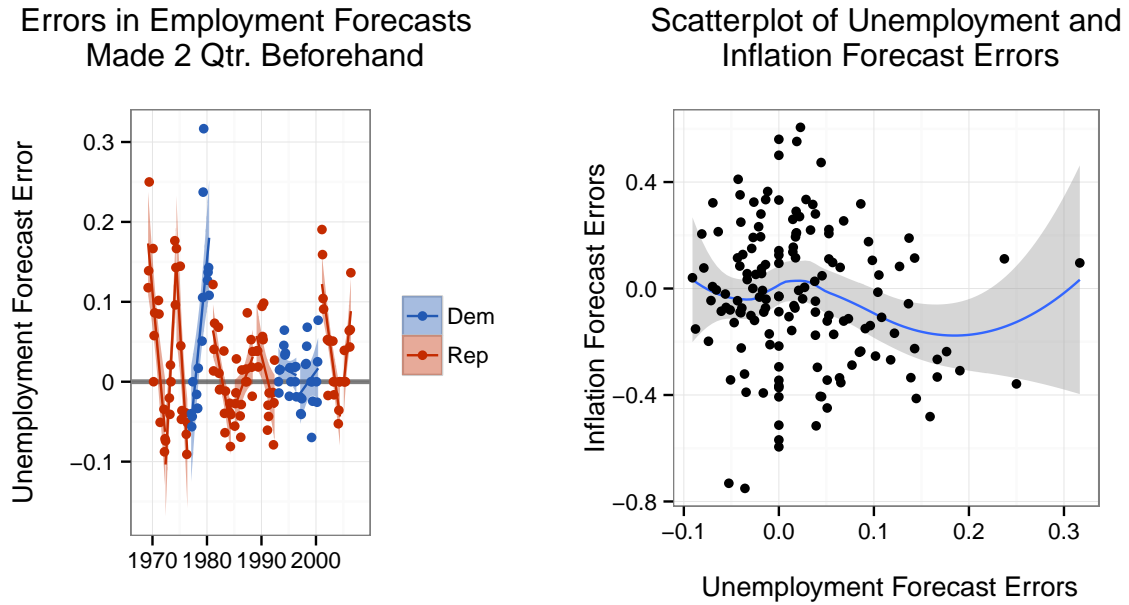 Errors in Employment Forecasts
Made 2 Qtr. Beforehand
Unemployment Forecast Error
0.3
0.2
0.1
0
−0.1
1970 1980 1990 2000
Dem
Rep
Scatterplot of Unemployment and
Inflation Forecast Errors
Inflation Forecast Errors
0.4
0.0
−0.4
−0.8
−0.1 0.0 0.1 0.2 0.3
Unemployment Forecast Errors